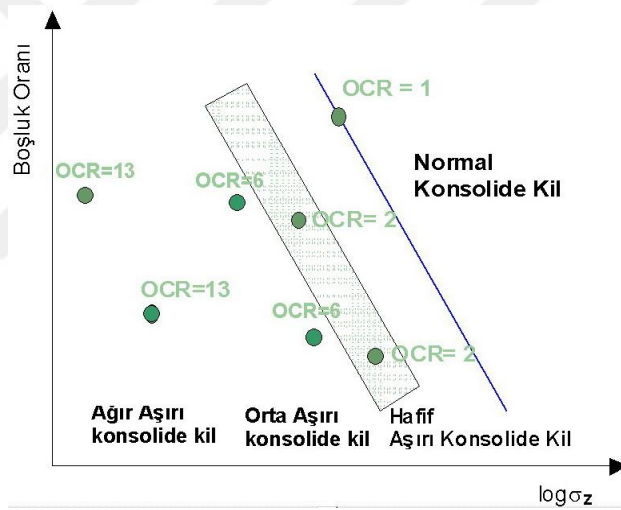 Boşluk Oranı
OCR = 1
Normal
Konsolide Kil
OCR=13
OCR=6
OCR= 2
OCR=13
OCR=6
OCR= 2
Ağır Aşırı
konsolide kil
Orta Aşırı
konsolide kil
Hafif
Aşırı Konsolide Kil
logσz